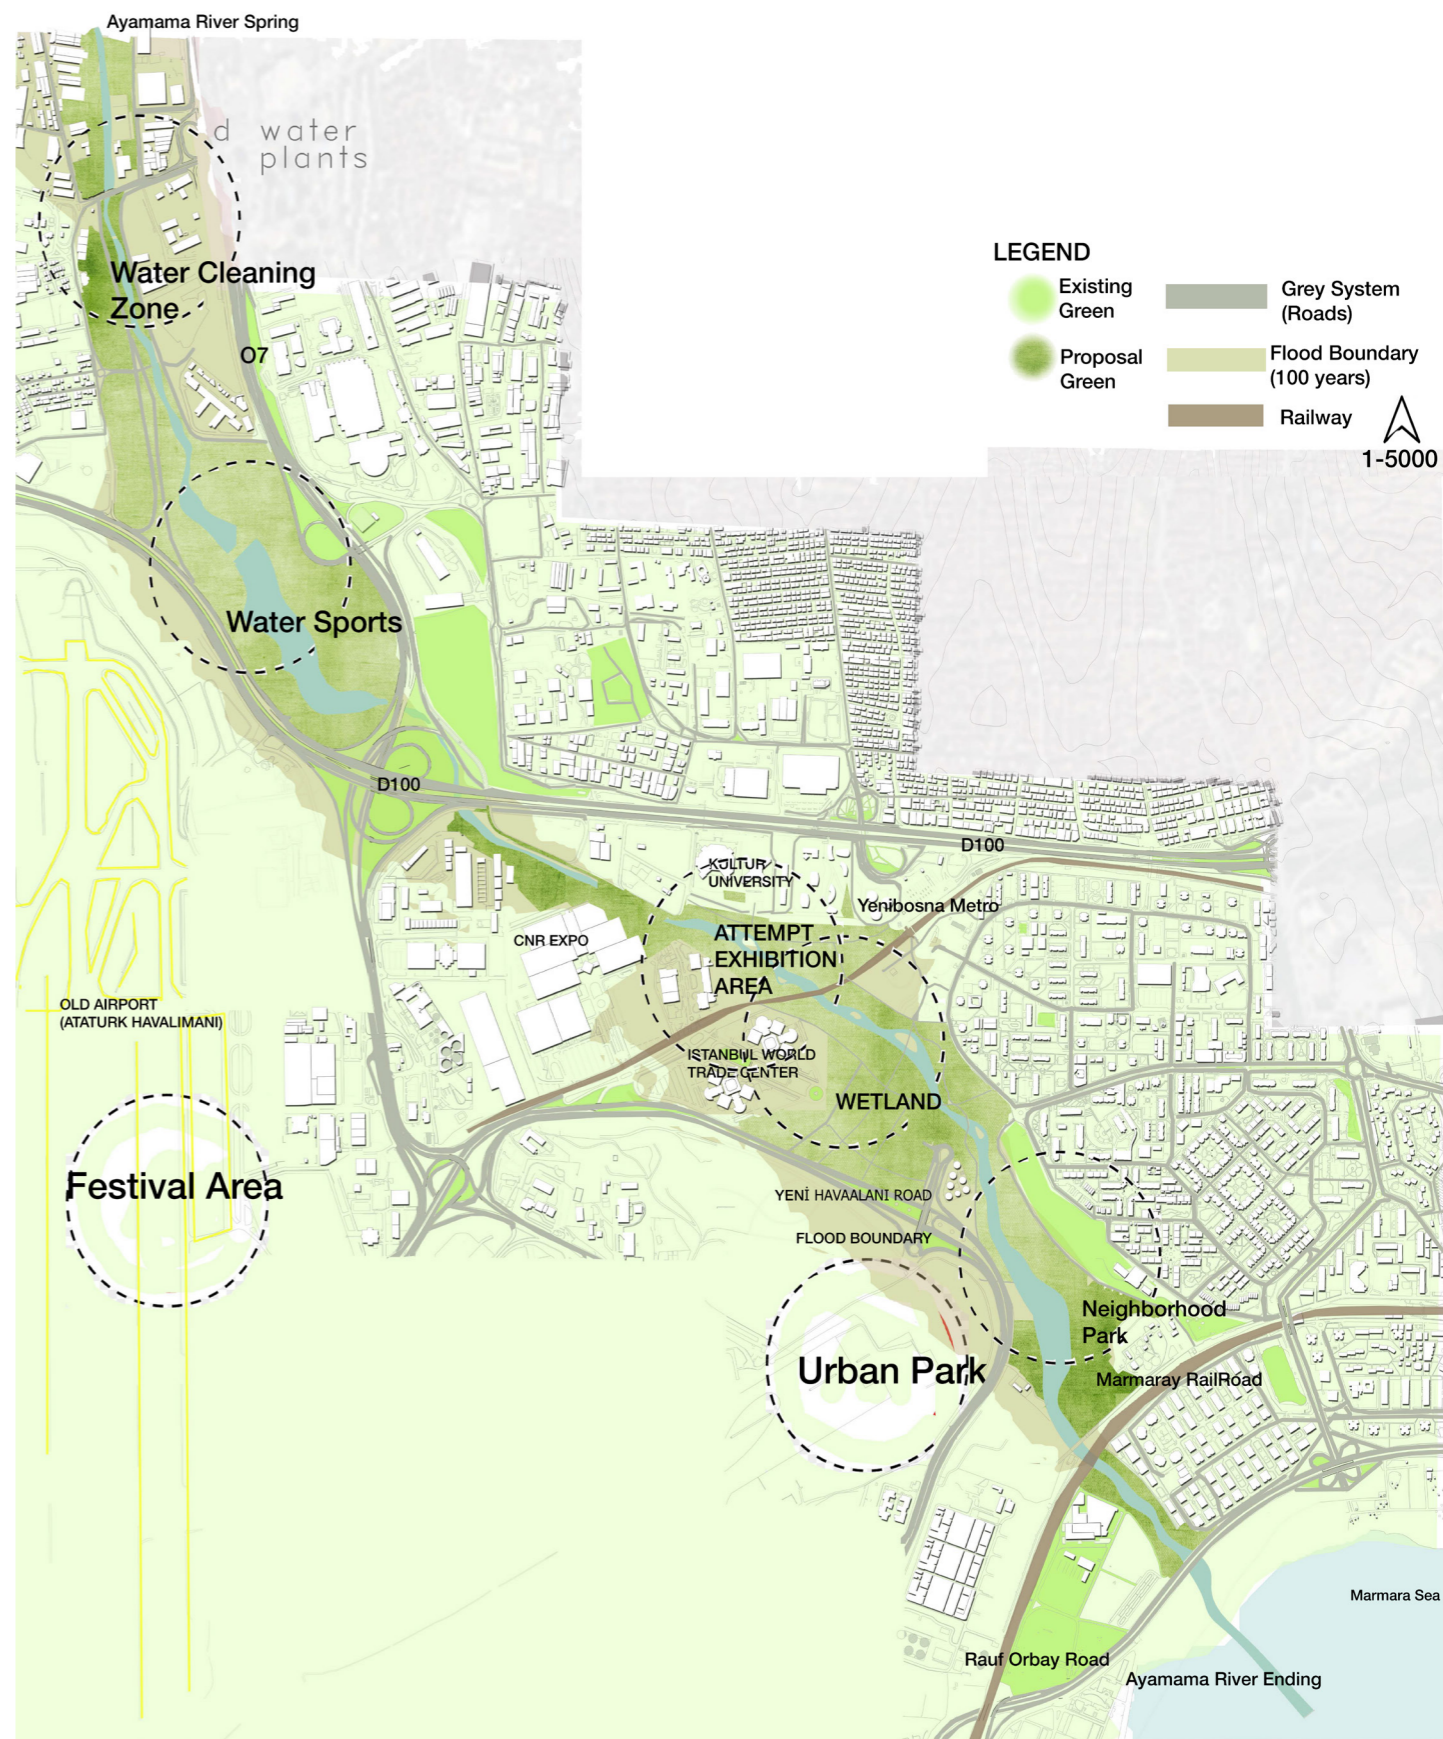 Ayamama River Spring
d water
plants
Water Cleaning
Zone
O7
LEGEND
Existing
Green
Grey System
(Roads)
Proposal
Green
Flood Boundary
(100 years)
Railway
1-5000
Water Sports
D100
D100
KÜLTUR
UNIVERSITY
Yenibosna Metro
ATTEMPT
EXHIBITION
AREA
CNR EXPO
OLD AIRPORT
(ATATURK HAVALIMANI)
ISTANBUL WORLD
TRADE CENTER
WETLAND
Festival Area
YENİ HAVAALANI ROAD
FLOOD BOUNDARY
Neighborhood
Park
Urban Park
Marmaray RailRoad
Marmara Sea
Rauf Orbay Road
Ayamama River Ending